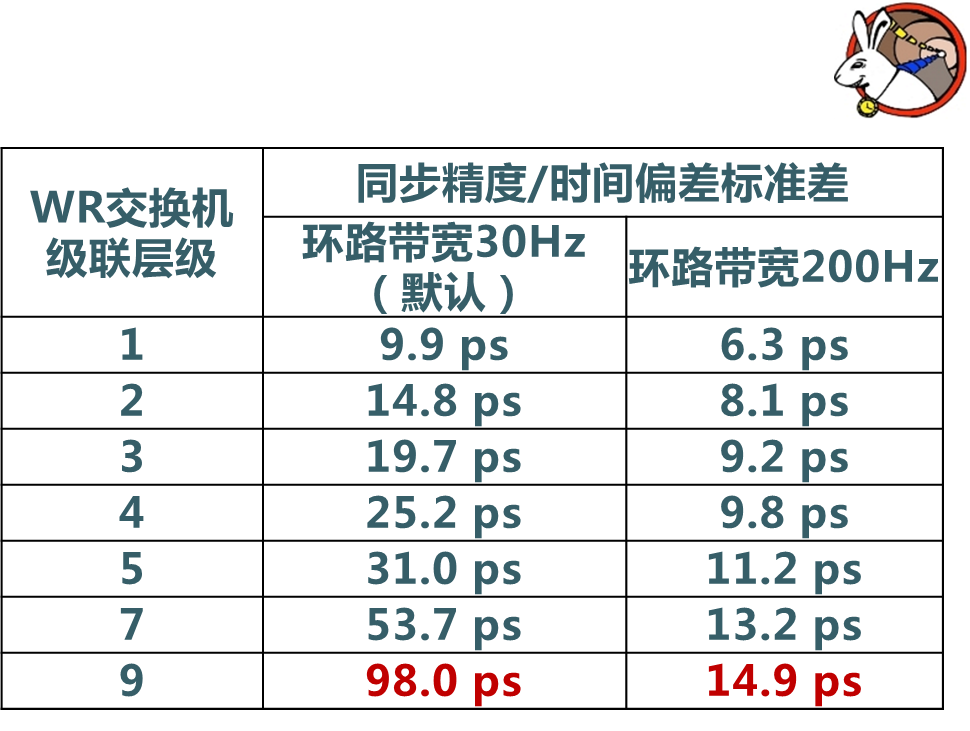 WR交换机
级联层级
同步精度/时间偏差标准差
环路带宽30Hz
（默认）
环路带宽200Hz
1
9.9 ps
6.3 ps
2
14.8 ps
8.1 ps
3
19.7 ps
9.2 ps
4
25.2 ps
9.8 ps
5
31.0 ps
11.2 ps
7
53.7 ps
13.2 ps
9
98.0 ps
14.9 ps